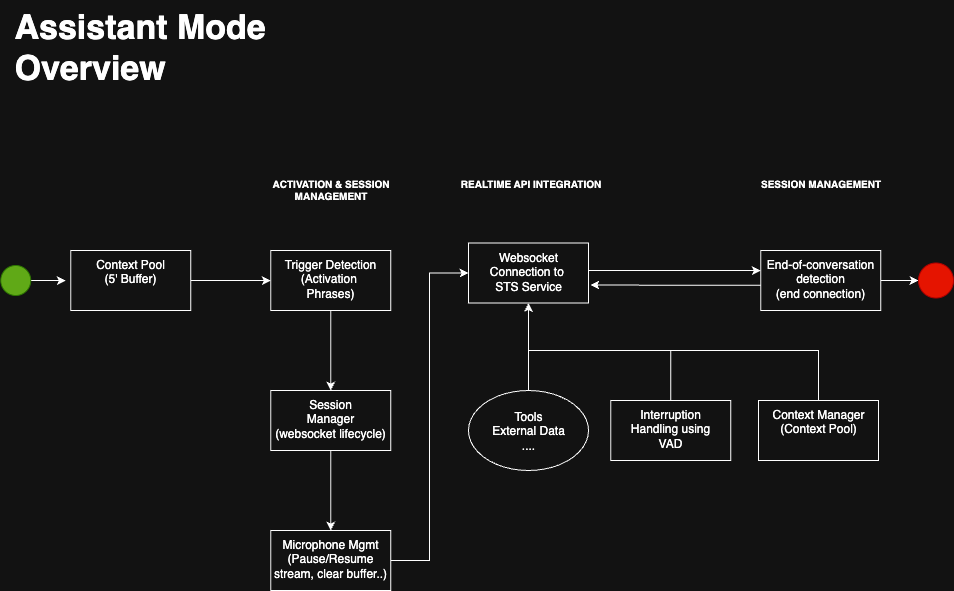 Assistant Mode
Overview
ACTIVATION & SESSION
MANAGEMENT
REALTIME API INTEGRATION
SESSION MANAGEMENT
Context Pool
(5' Buffer)
Trigger Detection
(Activation
Phrases)
Websocket
Connection to
STS Service
End-of-conversation
detection
(end connection)
Session
Manager
(websocket lifecycle)
Tools
External Data
....
Interruption
Handling using
VAD
Context Manager
(Context Pool)
Microphone Mgmt
(Pause/Resume
stream, clear buffer..)